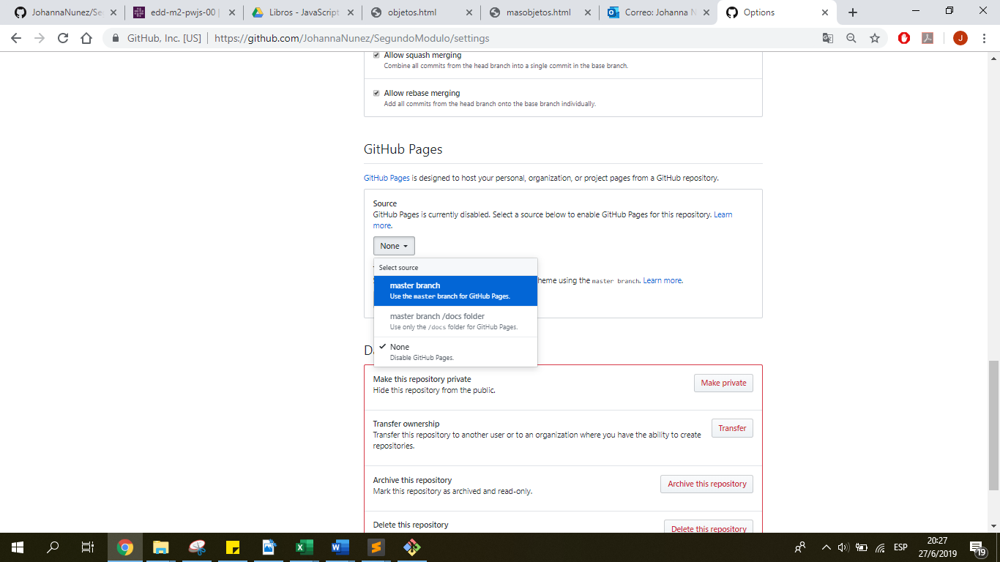 JohannaNunez/Se
edd-m2-pwjs-00
Libros - JavaScript
objetos.html
masobjetos.html
Correo: Johanna N
Options
GitHub, Inc. [US]
https://github.com/JohannaNunez/SegundoModulo/settings
J
Allow squash merging
Combine all commits from the head branch into a single commit in the base branch.
Allow rebase merging
Add all commits from the head branch onto the base branch individually.
GitHub Pages
GitHub Pages is designed to host your personal, organization, or project pages from a GitHub repository.
Source
GitHub Pages is currently disabled. Select a source below to enable GitHub Pages for this repository. Learn
more.
None
Select source
master branch
Use the master branch for GitHub Pages.
heme using the master branch. Learn more.
master branch /docs folder
Use only the /docs folder for GitHub Pages.
None
Disable GitHub Pages.
D
Make this repository private
Hide this repository from the public.
Make private
Transfer ownership
Transfer this repository to another user or to an organization where you have the ability to create
repositories.
Transfer
Archive this repository
Mark this repository as archived and read-only.
Archive this repository
Delete this repository
Delete this repository
ESP
20:27
27/6/2019
19